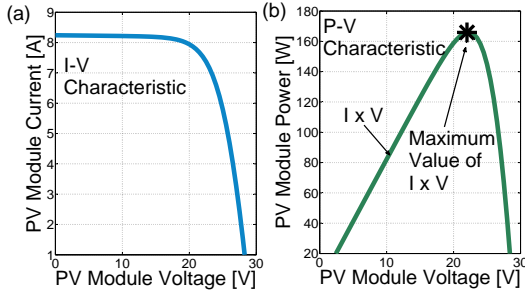 (a)
PV Module Current [A]
9
8
7
6
5
4
3
2
1
I-V
Characteristic
0
10
20
30
PV Module Voltage [V]
(b)
PV Module Power [W]
180
160
140
120
100
80
60
40
20
P-V
Characteristic
I x V
Maximum
Value of
I x V
0
10
20
30
PV Module Voltage [V]